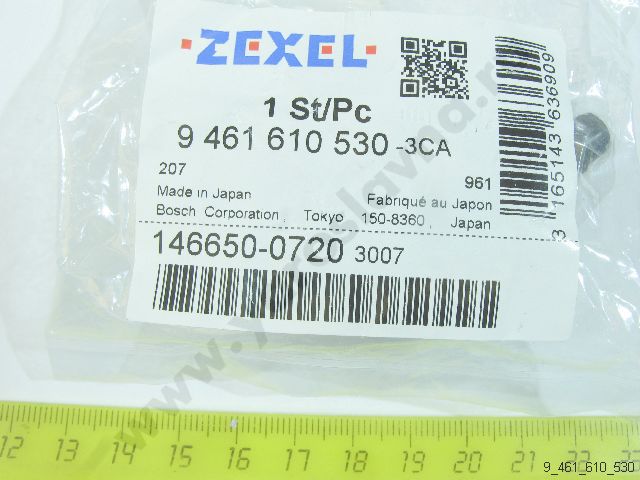 ZEXEL
1 St/Pc
9 461 610 530 -3CA
207
961
Made in Japan Fabriqué au Japon
Bosch Corporation, Tokyo 150-8360, Japan
146650-0720 3007
3 165143 636909
12 13 14 15 16 17 18 19 20 21 22 23
9_461_610_530